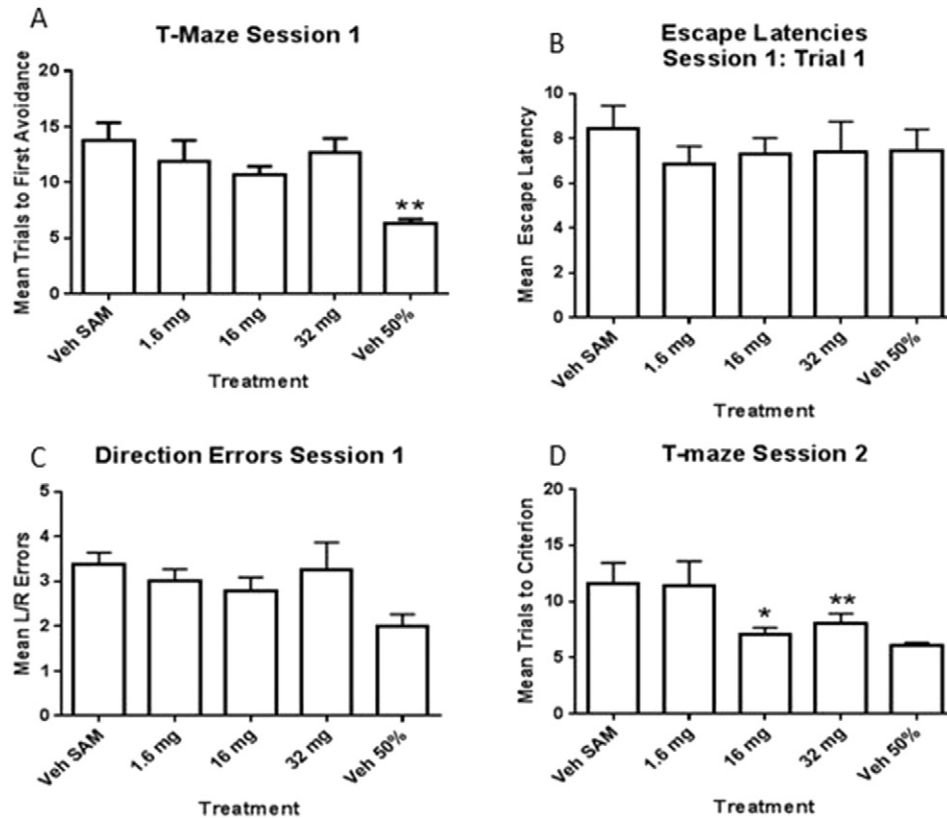 A
T-Maze Session 1
Mean Trials to First Avoidance
20
15
10
5
0
**
Veh SAM
1.6 mg
16 mg
32 mg
Veh 50%
Treatment
B
Escape Latencies
Session 1: Trial 1
Mean Escape Latency
10
8
6
4
2
0
Veh SAM
1.6 mg
16 mg
32 mg
Veh 50%
Treatment
C
Direction Errors Session 1
Mean L/R Errors
5
4
3
2
1
0
Veh SAM
1.6 mg
16 mg
32 mg
Veh 50%
Treatment
D
T-maze Session 2
Mean Trials to Criterion
20
15
10
5
0
*
**
Veh SAM
1.6 mg
16 mg
32 mg
Veh 50%
Treatment